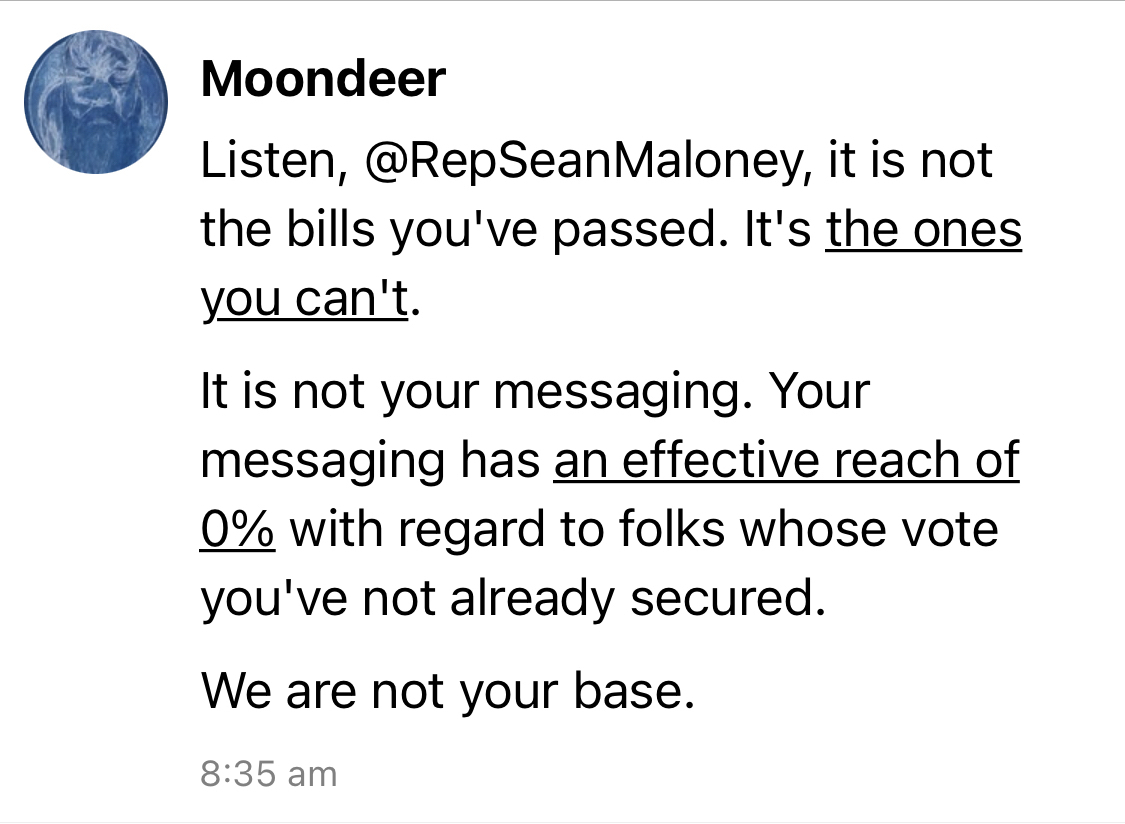 Moondeer
Listen, @RepSeanMaloney, it is not
the bills you've passed. It's the ones
you can't.
It is not your messaging. Your
messaging has an effective reach of
0% with regard to folks whose vote
you've not already secured.
We are not your base.
8:35 am